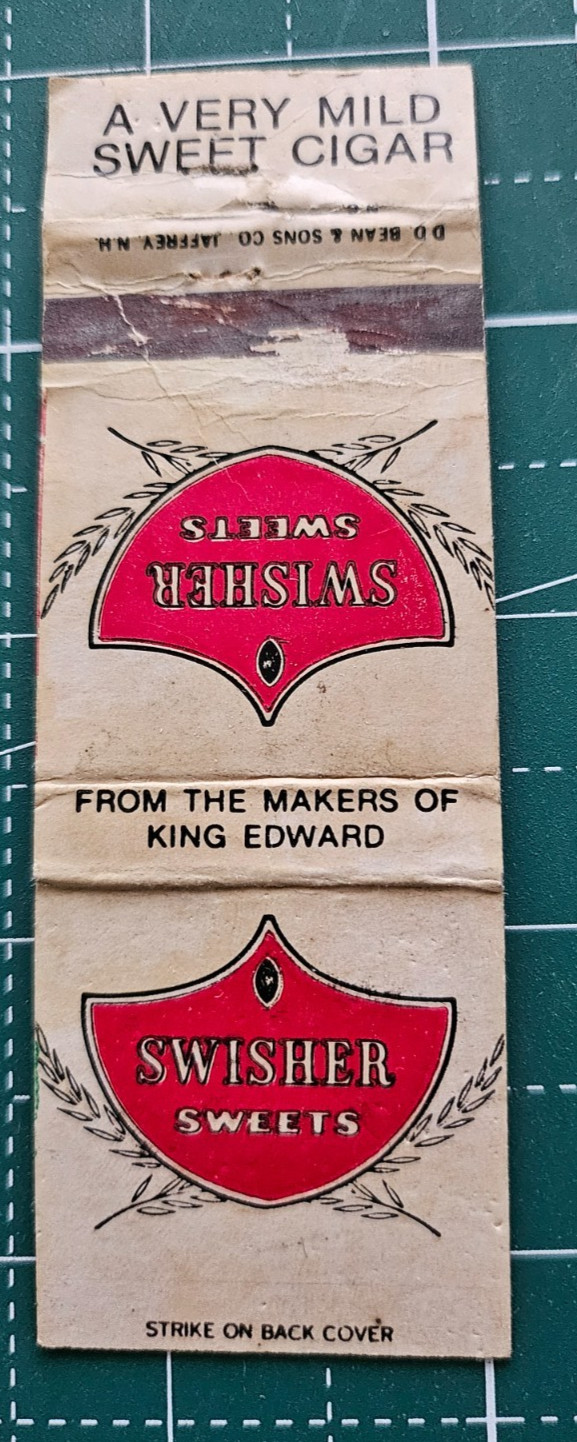 A VERY MILD
SWEET CIGAR
D D BEAN & SONS CO JAFFREY, N.H.
SWISHER
SWEETS
FROM THE MAKERS OF
KING EDWARD
SWISHER
SWEETS
STRIKE ON BACK COVER